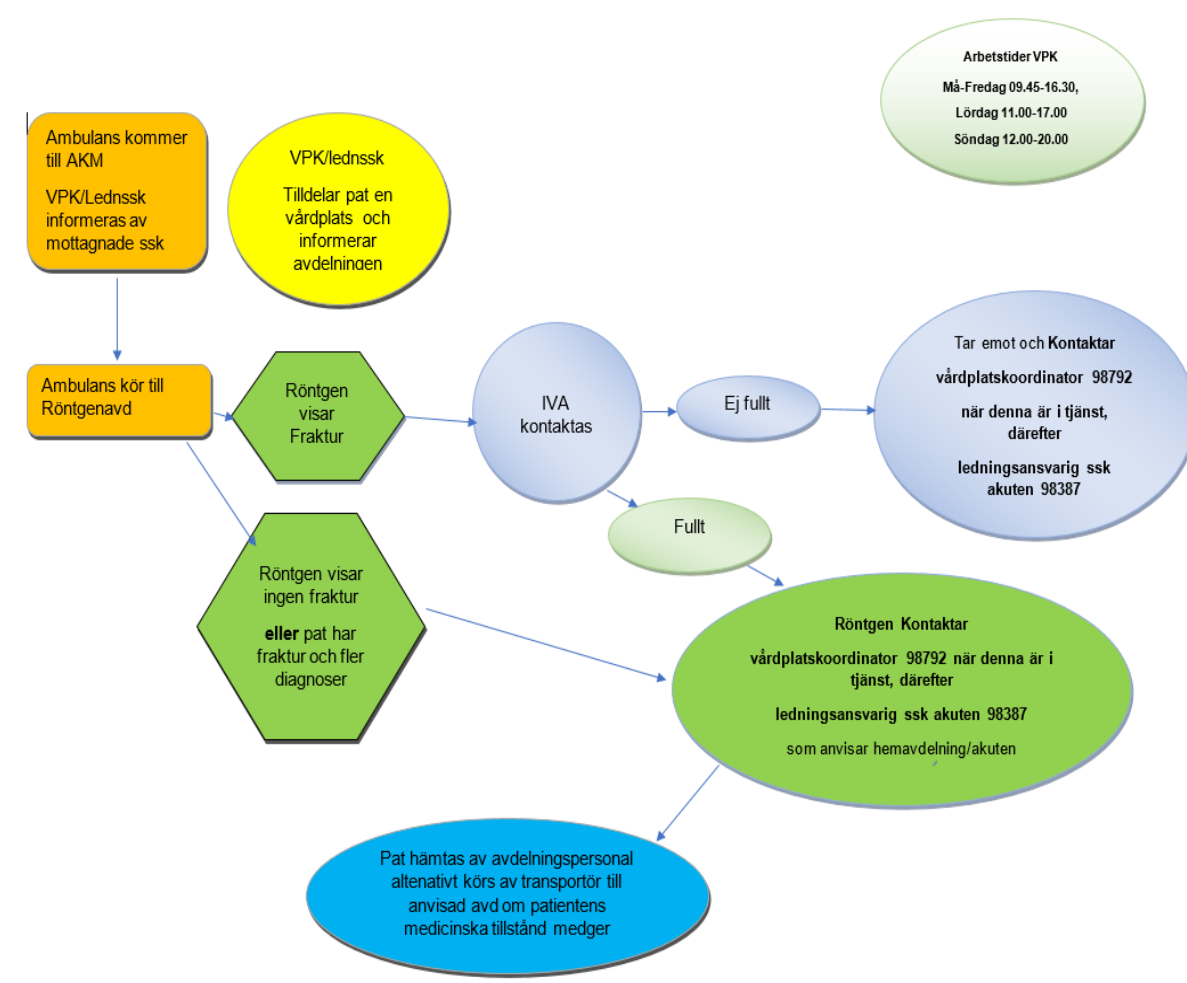 Arbetstider VPK
Må-Fredag 09.45-16.30,
Lördag 11.00-17.00
Söndag 12.00-20.00
Ambulans kommer
till AKM
VPK/Lednssk
informeras av
mottagnade ssk
VPK/lednssk
Tilldelar pat en
vårdplats och
informerar
avdelningen
Ambulans kör till
Röntgenavd
Röntgen
visar
Fraktur
IVA
kontaktas
Ej fullt
Tar emot och Kontaktar
vårdplatskoordinator 98792
när denna är i tjänst,
därefter
ledningsansvarig ssk
akuten 98387
Fullt
Röntgen visar
ingen fraktur
eller pat har
fraktur och fler
diagnoser
Röntgen Kontaktar
vårdplatskoordinator 98792 när denna är i
tjänst, därefter
ledningsansvarig ssk akuten 98387
som anvisar hemavdelning/akuten
Pat hämtas av avdelningspersonal
altenativt körs av transportör till
anvisad avd om patientens
medicinska tillstånd medger